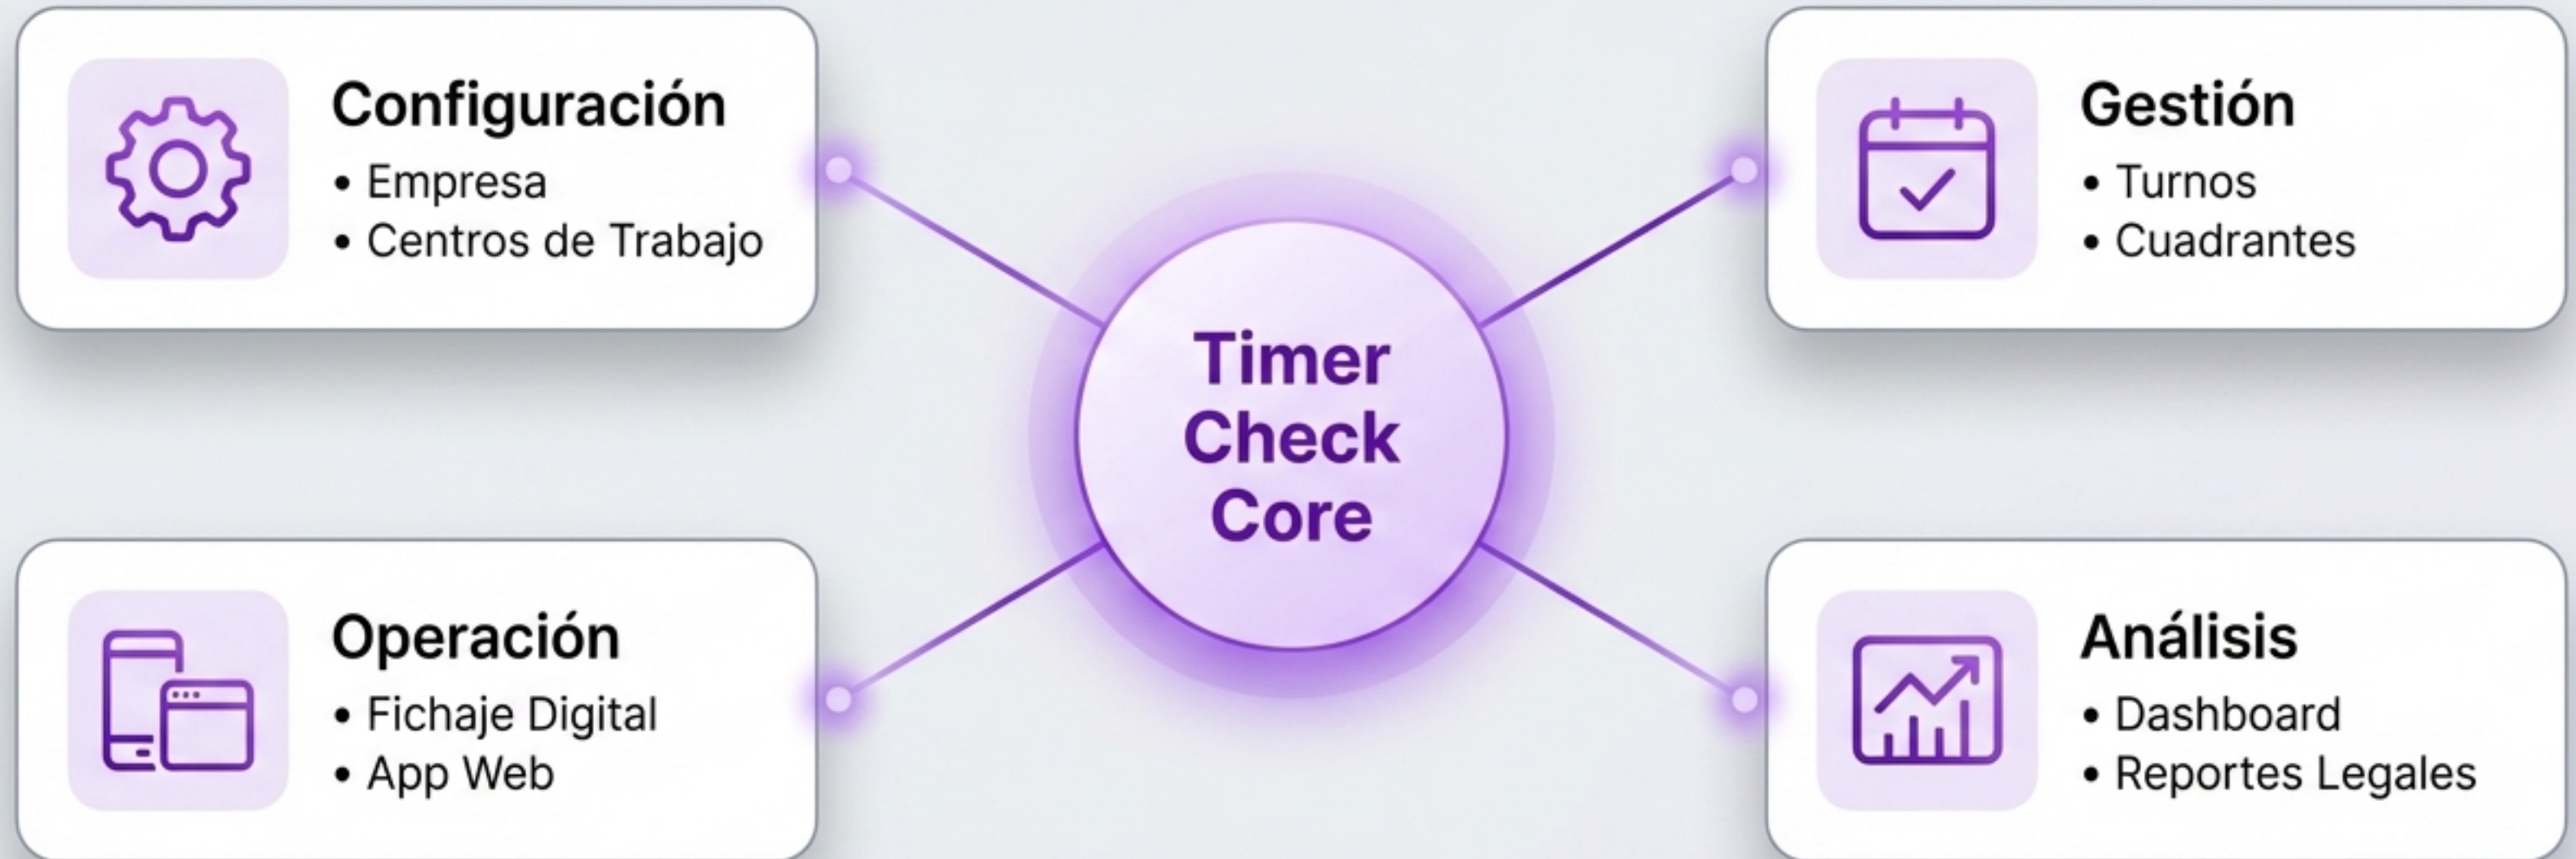 Configuración
• Empresa
• Centros de Trabajo
Gestión
• Turnos
• Cuadrantes
Timer
Check
Core
Operación
• Fichaje Digital
• App Web
Análisis
• Dashboard
• Reportes Legales